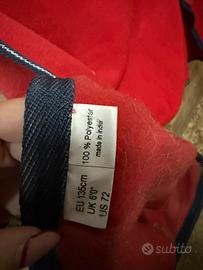 100 % Polyester
made in india
EU 135cm
UK 6'0"
US 72
subito